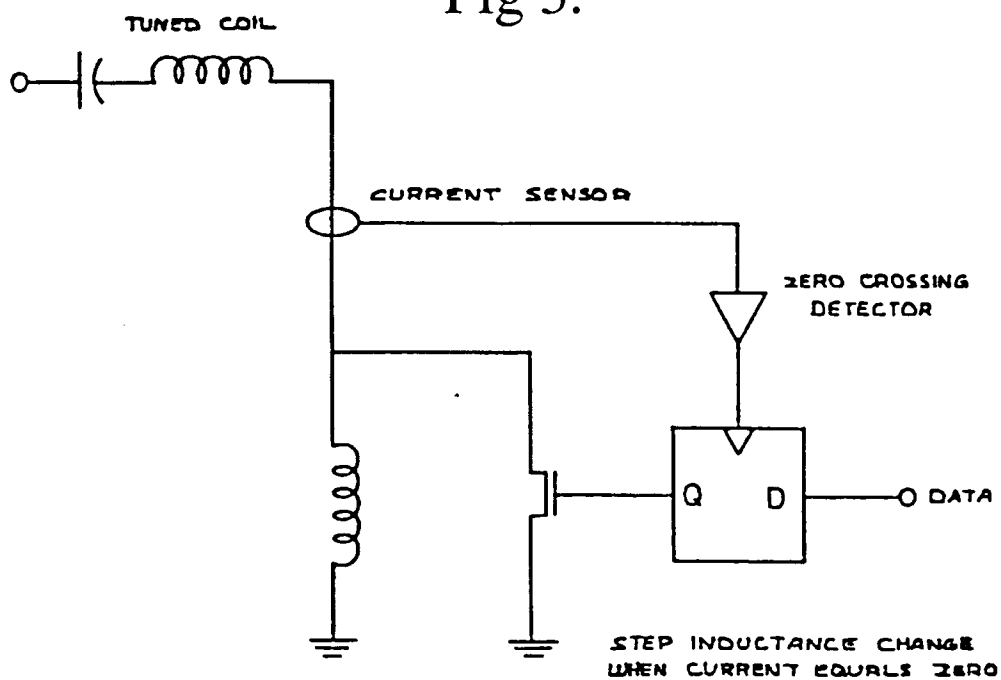 Fig 5.
TUNED COIL
CURRENT SENSOR
ZERO CROSSING
DETECTOR
Q D
DATA
STEP INDUCTANCE CHANGE
WHEN CURRENT EQUALS ZERO